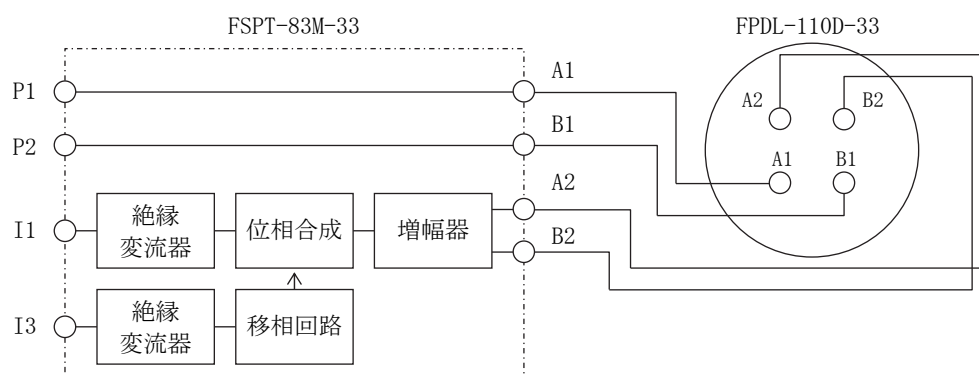 FSPT-83M-33
FPDL-110D-33
P1
A1
P2
B1
A2
B2
A1
B1
A2
I1
絶縁
変流器
位相合成
増幅器
B2
I3
絶縁
変流器
移相回路